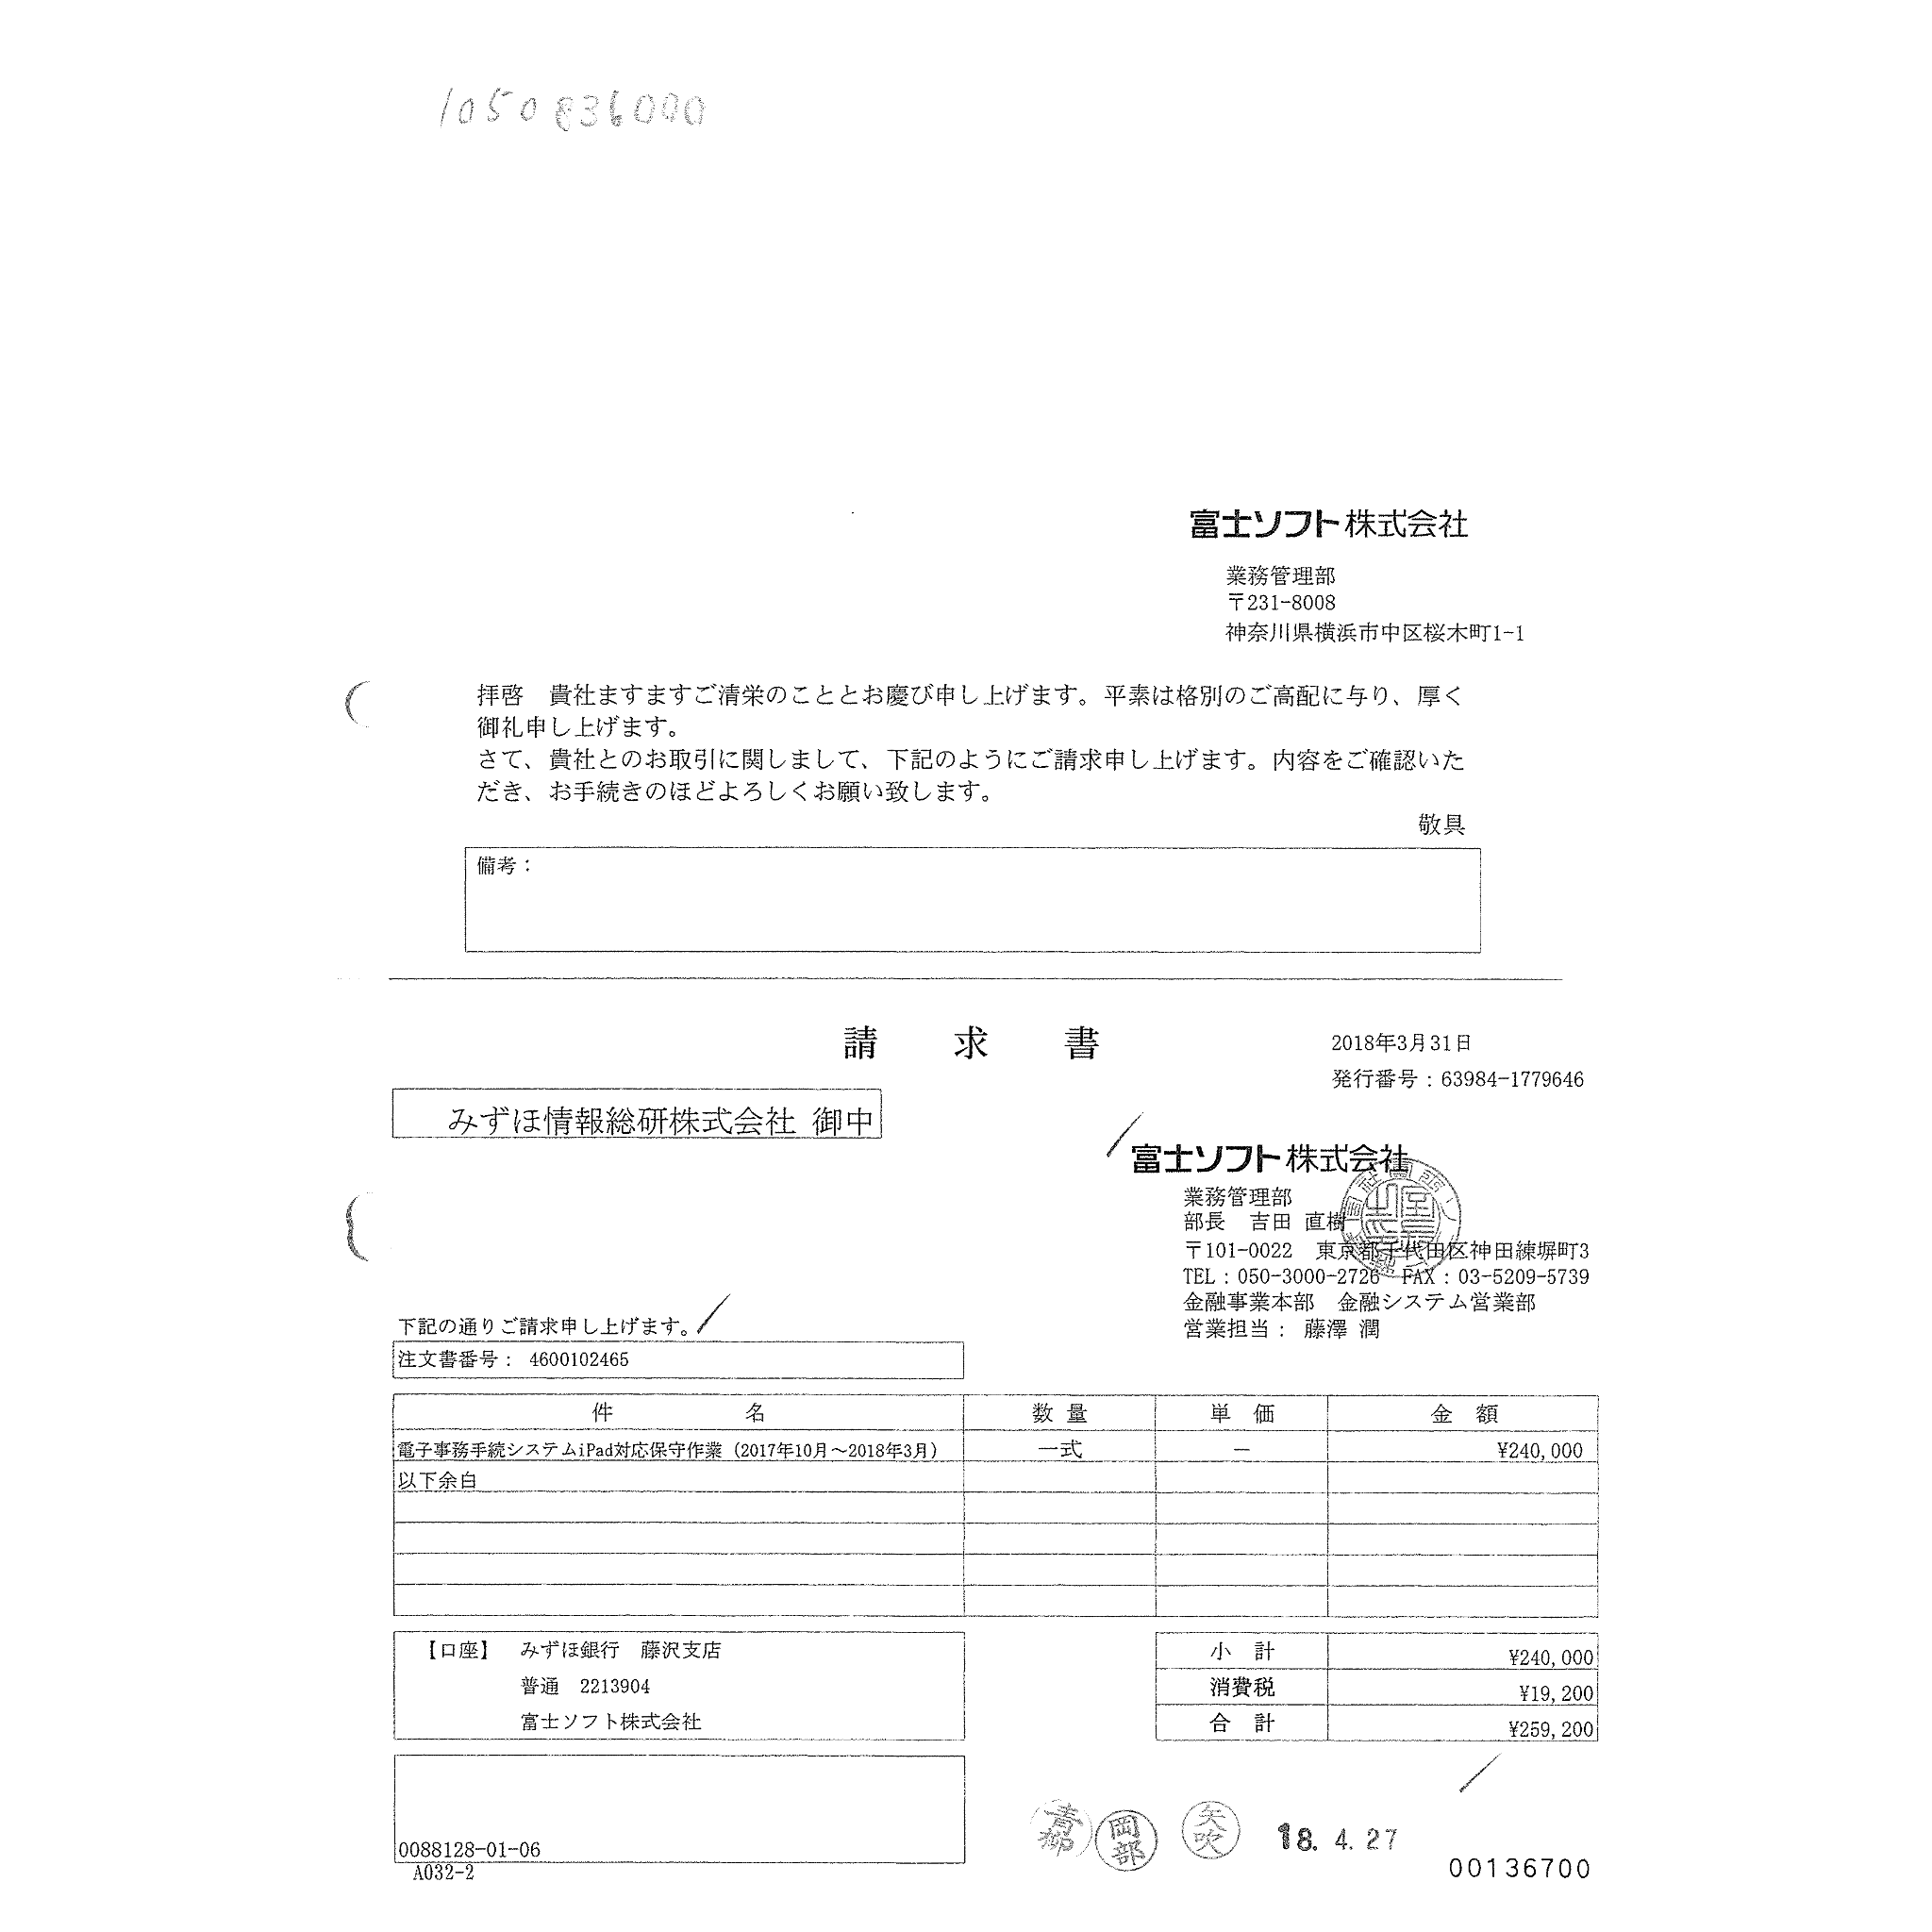 1050836000
富士ソフト株式会社
業務管理部
〒231-8008
神奈川県横浜市中区桜木町1-1
拝啓　貴社ますますご清栄のこととお慶び申し上げます。平素は格別のご高配に与り、厚く
御礼申し上げます。
さて、貴社とのお取引に関しまして、下記のようにご請求申し上げます。内容をご確認いた
だき、お手続きのほどよろしくお願い致します。
敬具
備考：
請　求　書
2018年3月31日
発行番号：63984-1779646
みずほ情報総研株式会社 御中
富士ソフト株式会社
業務管理部
部長　吉田 直樹
〒101-0022　東京都千代田区神田練塀町3
TEL：050-3000-2726　FAX：03-5209-5739
金融事業本部　金融システム営業部
営業担当： 藤澤 潤
下記の通りご請求申し上げます。
注文書番号： 4600102465
件　名 数 量 単 価 金 額
電子事務手続システムiPad対応保守作業（2017年10月～2018年3月） 一式 － ¥240,000
以下余白
【口座】　みずほ銀行　藤沢支店
普通　2213904
富士ソフト株式会社
小 計 ¥240,000
消費税 ¥19,200
合 計 ¥259,200
青柳 岡部 矢吹 18. 4. 27
0088128-01-06
A032-2
00136700